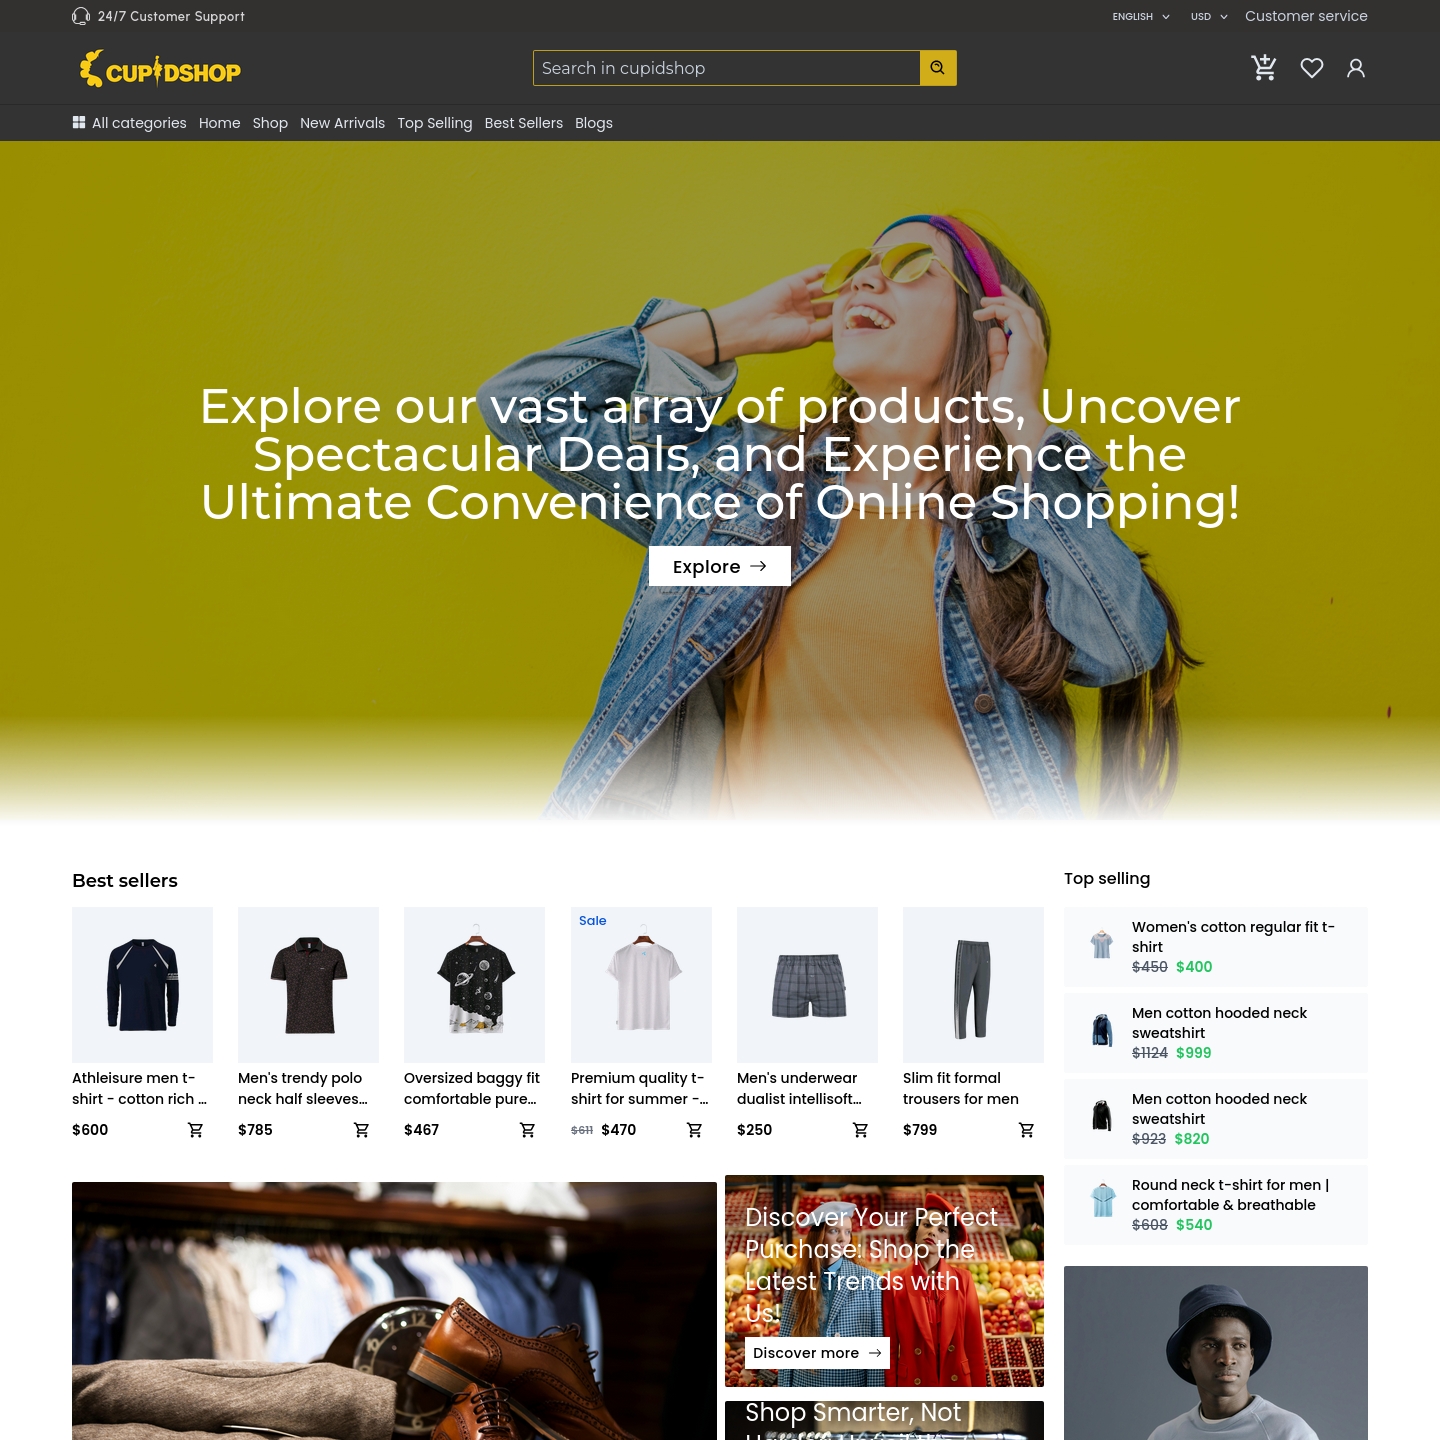 24/7 Customer Support
ENGLISH
USD
Customer service
CUPIDSHOP
Search in cupidshop
All categories
Home
Shop
New Arrivals
Top Selling
Best Sellers
Blogs
Explore our vast array of products, Uncover
Spectacular Deals, and Experience the
Ultimate Convenience of Online Shopping!
Explore
Best sellers
Sale
Athleisure men t-
shirt - cotton rich ...
$600
Men's trendy polo
neck half sleeves...
$785
Oversized baggy fit
comfortable pure...
$467
Premium quality t-
shirt for summer -...
$611 $470
Men's underwear
dualist intellisoft...
$250
Slim fit formal
trousers for men
$799
Top selling
Women's cotton regular fit t-
shirt
$450 $400
Men cotton hooded neck
sweatshirt
$1124 $999
Men cotton hooded neck
sweatshirt
$923 $820
Round neck t-shirt for men |
comfortable & breathable
$608 $540
Discover Your Perfect
Purchase: Shop the
Latest Trends with
Us!
Discover more
Shop Smarter, Not